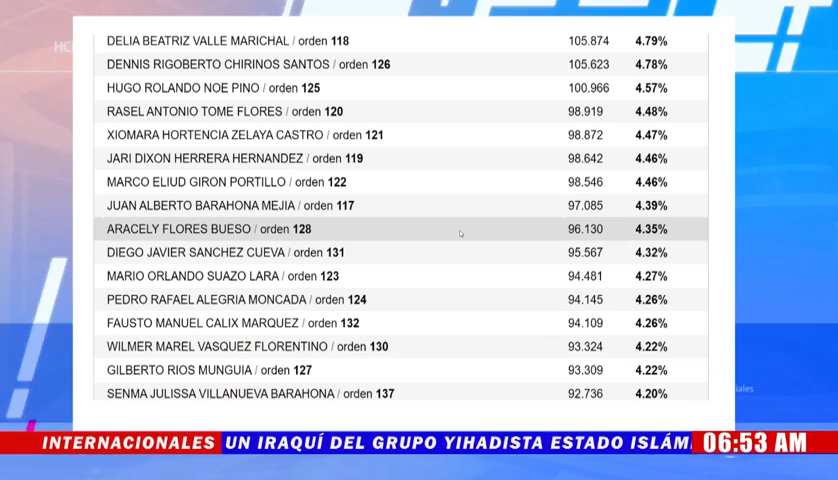 HC
DELIA BEATRIZ VALLE MARICHAL / orden 118 105.874 4.79%
DENNIS RIGOBERTO CHIRINOS SANTOS / orden 126 105.623 4.78%
HUGO ROLANDO NOE PINO / orden 125 100.966 4.57%
RASEL ANTONIO TOME FLORES / orden 120 98.919 4.48%
XIOMARA HORTENCIA ZELAYA CASTRO / orden 121 98.872 4.47%
JARI DIXON HERRERA HERNANDEZ / orden 119 98.642 4.46%
MARCO ELIUD GIRON PORTILLO / orden 122 98.546 4.46%
JUAN ALBERTO BARAHONA MEJIA / orden 117 97.085 4.39%
ARACELY FLORES BUESO / orden 128 96.130 4.35%
DIEGO JAVIER SANCHEZ CUEVA / orden 131 95.567 4.32%
MARIO ORLANDO SUAZO LARA / orden 123 94.481 4.27%
PEDRO RAFAEL ALEGRIA MONCADA / orden 124 94.145 4.26%
FAUSTO MANUEL CALIX MARQUEZ / orden 132 94.109 4.26%
WILMER MAREL VASQUEZ FLORENTINO / orden 130 93.324 4.22%
GILBERTO RIOS MUNGUIA / orden 127 93.309 4.22%
SENMA JULISSA VILLANUEVA BARAHONA / orden 137 92.736 4.20%
INTERNACIONALES UN IRAQUÍ DEL GRUPO YIHADISTA ESTADO ISLÁM 06:53 AM